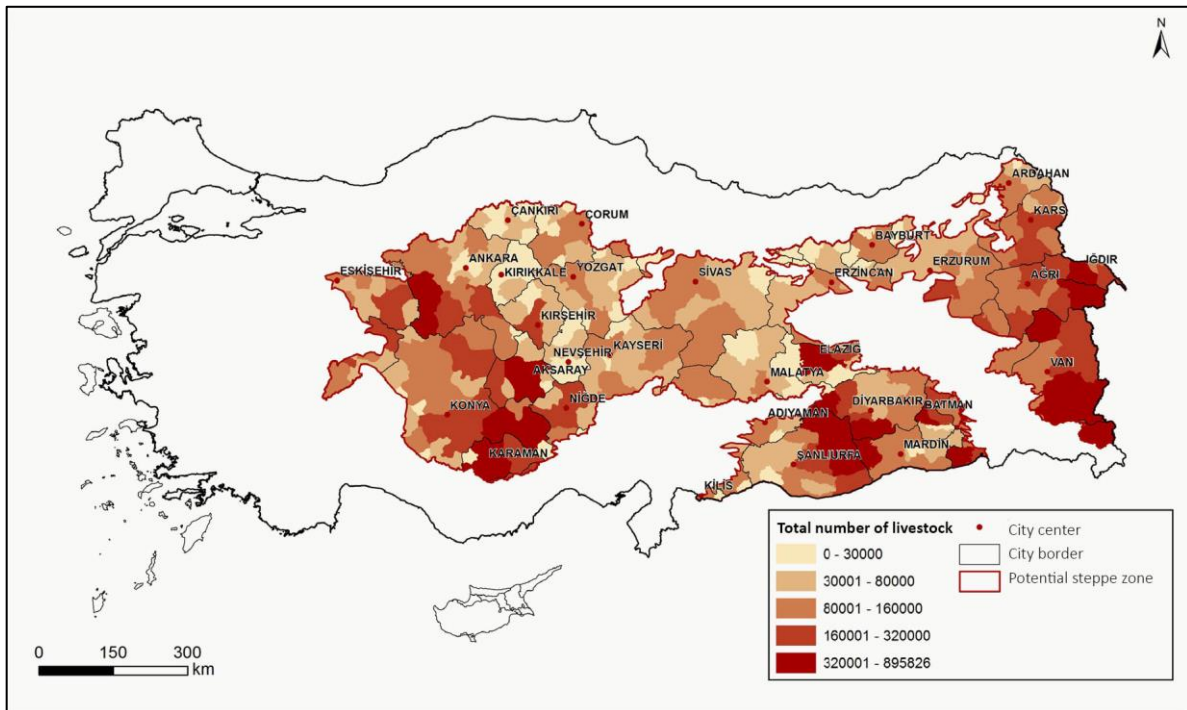 N
ARDAHAN
ÇANKIRI
ÇORUM
KARS
BAYBURT
ANKARA
ERZURUM
IĞDIR
ESKİSEHİR
KIRIKKALE
YOZGAT
SİVAS
ERZİNCAN
AĞRI
KIRŞEHİR
NEVŞEHİR
KAYSERİ
ELAZIĞ
VAN
AKSARAY
MALATYA
NİĞDE
DİYARBAKIR
BATMAN
KONYA
ADIYAMAN
MARDİN
KARAMAN
ŞANLIURFA
KİLİS
Total number of livestock
0 - 30000
30001 - 80000
80001 - 160000
160001 - 320000
320001 - 895826
City center
City border
Potential steppe zone
0 150 300
km